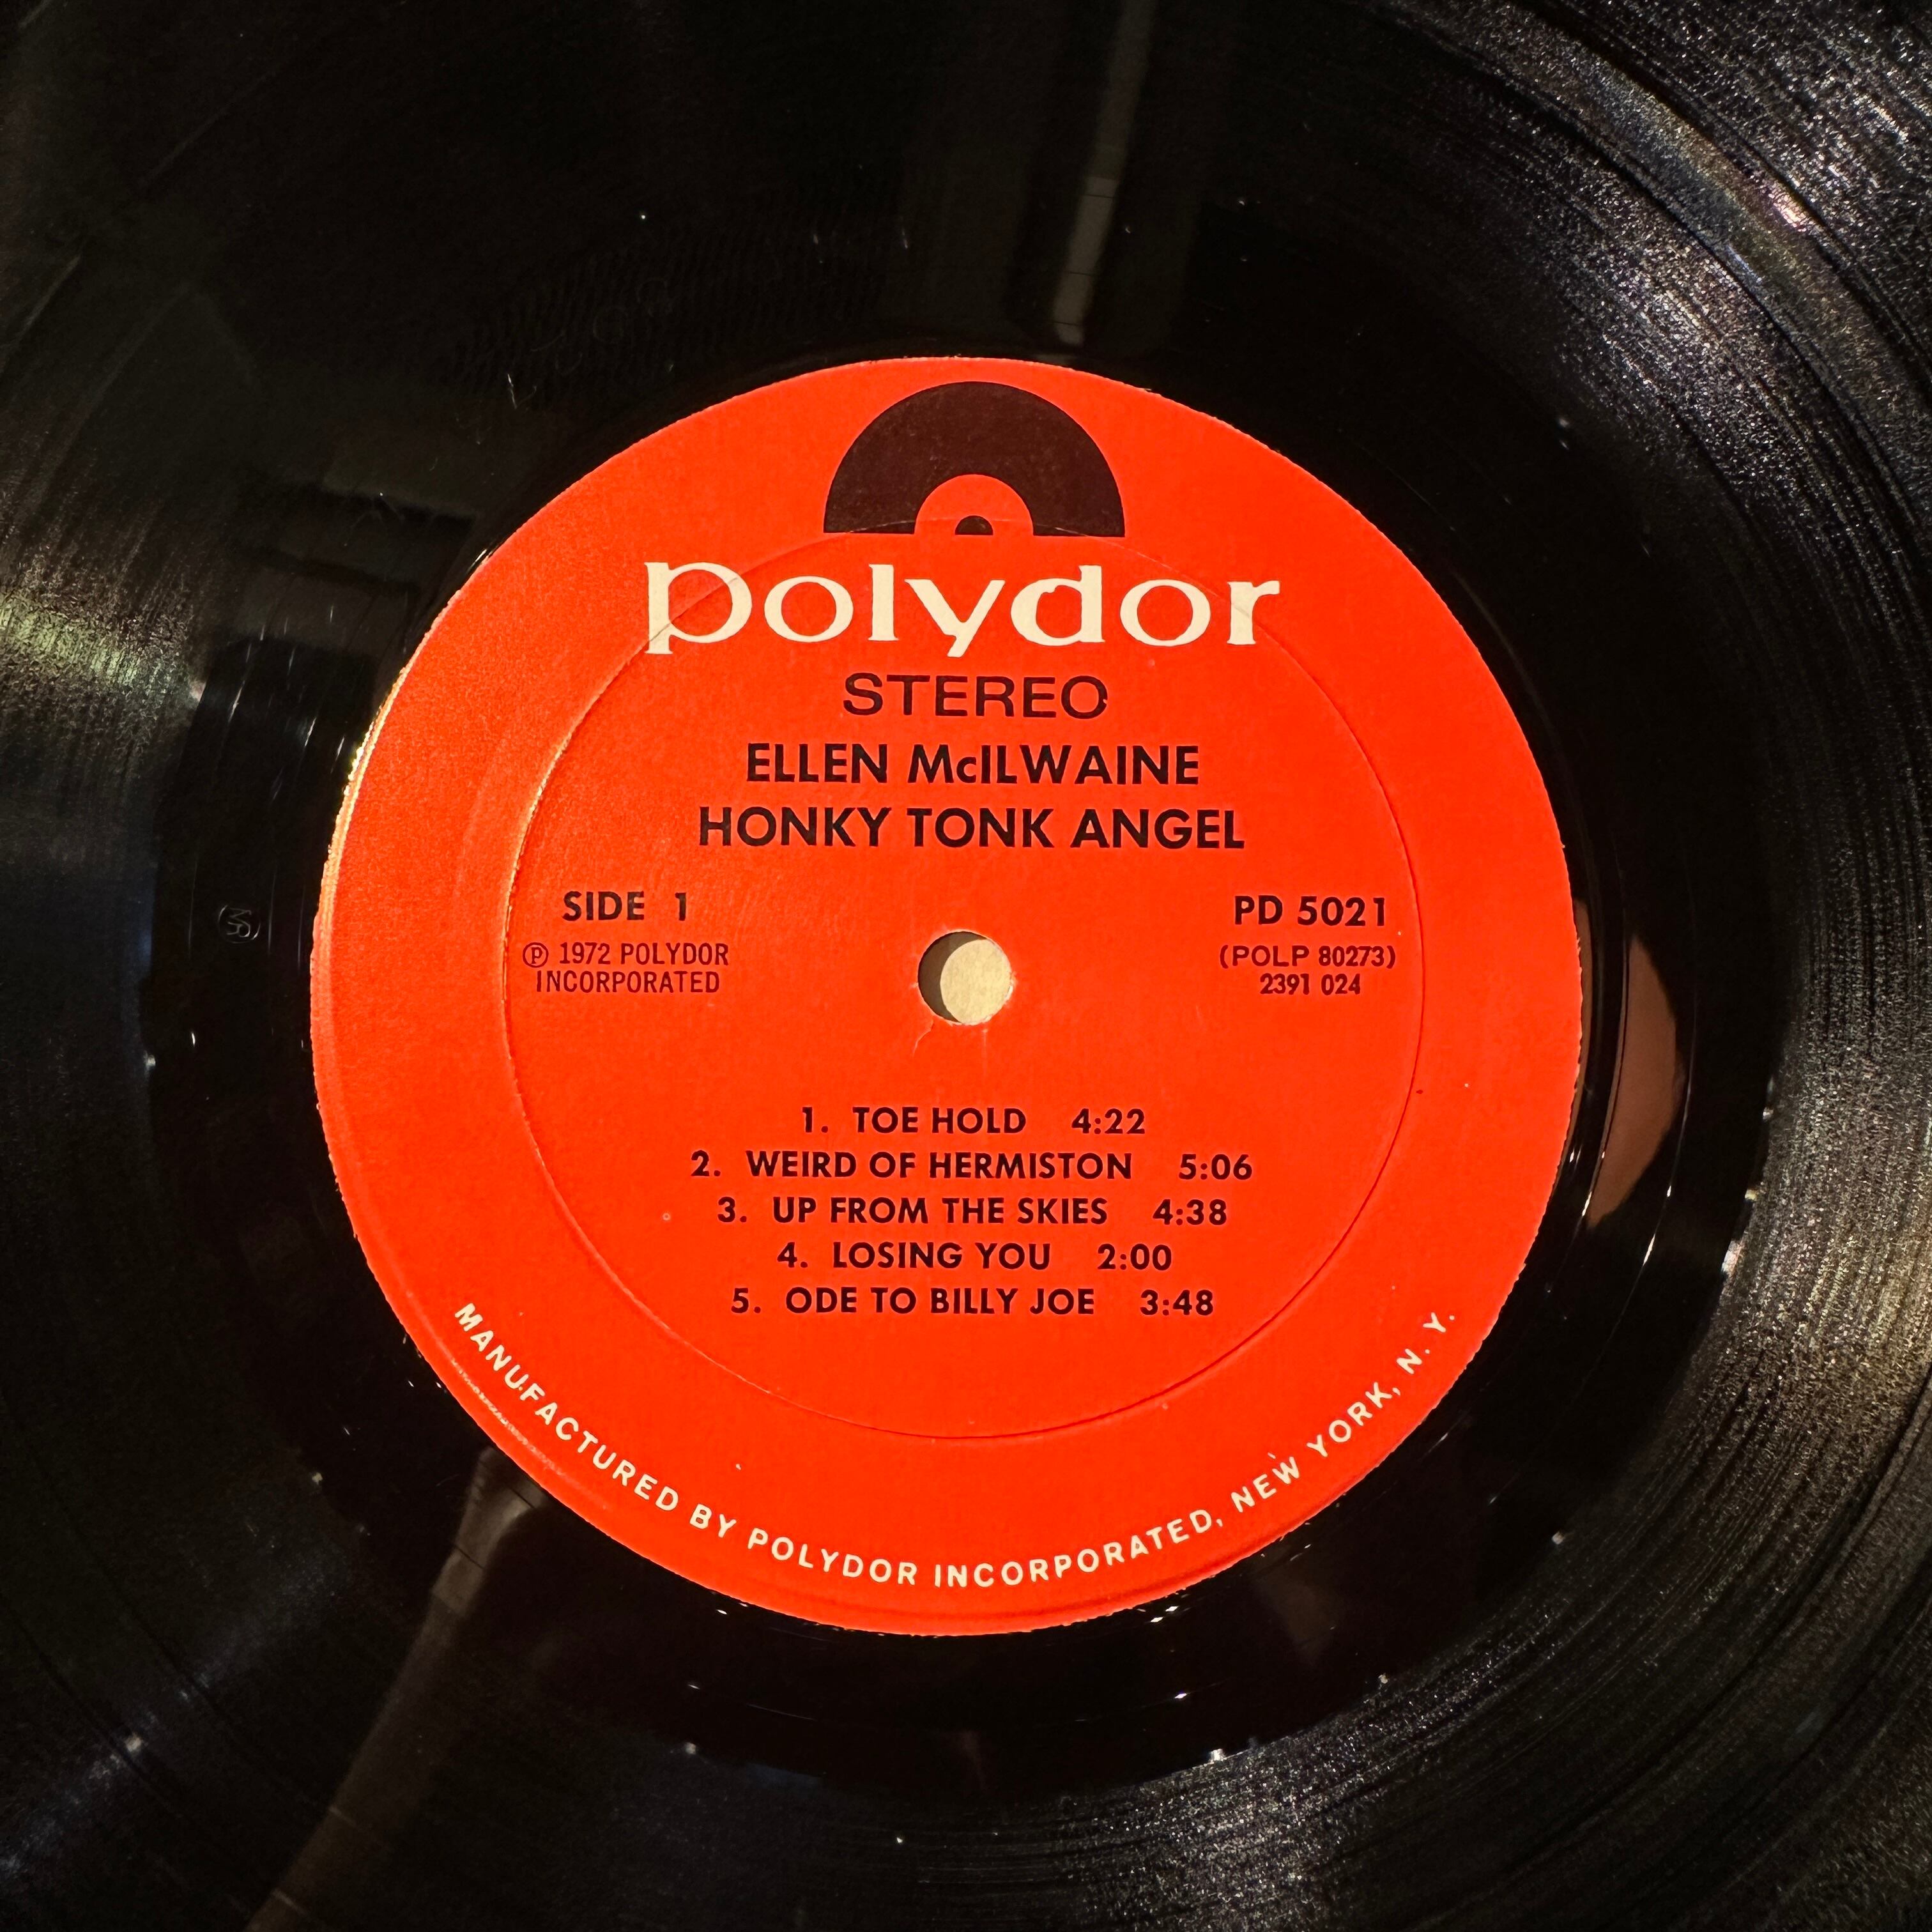 polydor
STEREO
ELLEN McILWAINE
HONKY TONK ANGEL
SIDE 1
℗ 1972 POLYDOR
INCORPORATED
PD 5021
(POLP 80273)
2391 024
1. TOE HOLD 4:22
2. WEIRD OF HERMISTON 5:06
3. UP FROM THE SKIES 4:38
4. LOSING YOU 2:00
5. ODE TO BILLY JOE 3:48
MANUFACTURED BY POLYDOR INCORPORATED, NEW YORK, N. Y.